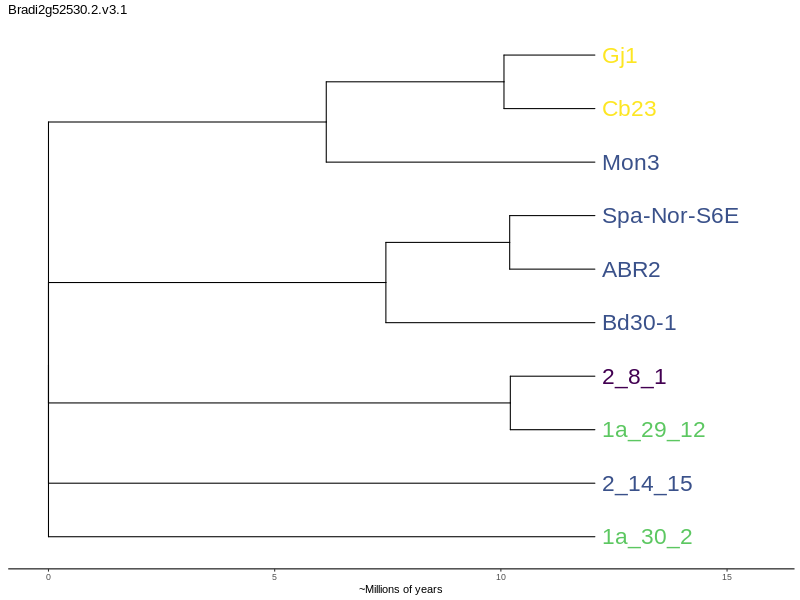 Bradi2g52530.2.v3.1
Gj1
Cb23
Mon3
Spa-Nor-S6E
ABR2
Bd30-1
2_8_1
1a_29_12
2_14_15
1a_30_2
0 5 10 15
~Millions of years